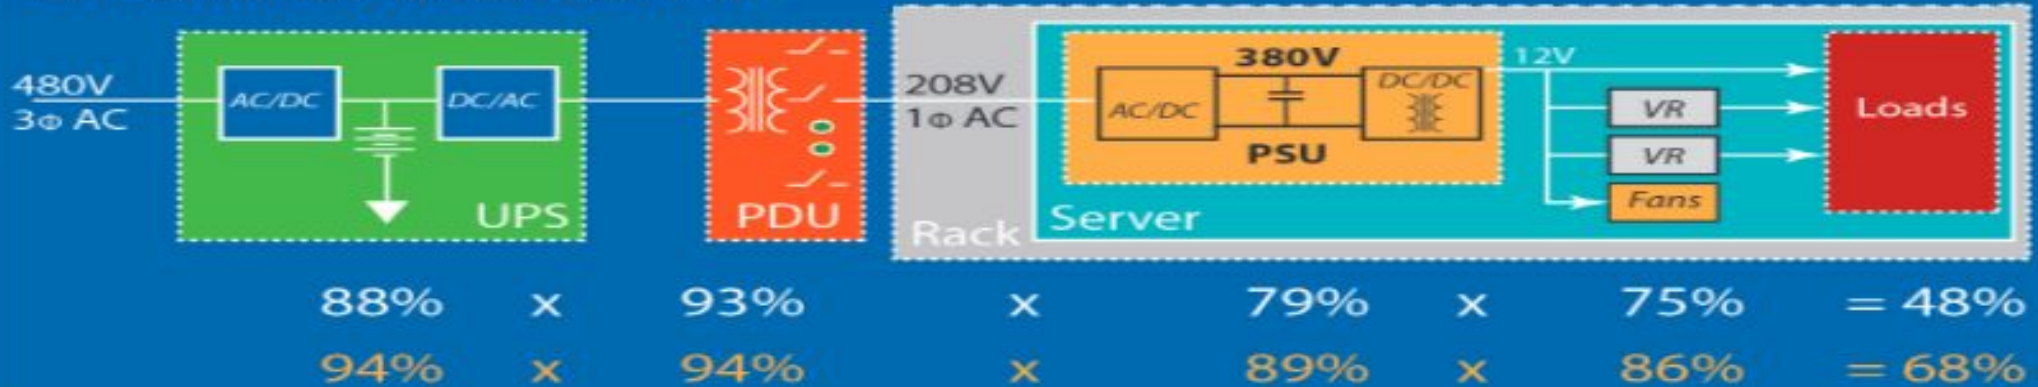 480V
3Φ AC
AC/DC
DC/AC
UPS
PDU
208V
1Φ AC
Rack
Server
380V
AC/DC
DC/DC
PSU
12V
VR
VR
Fans
Loads
88% x 93% x 79% x 75% = 48%
94% x 94% x 89% x 86% = 68%